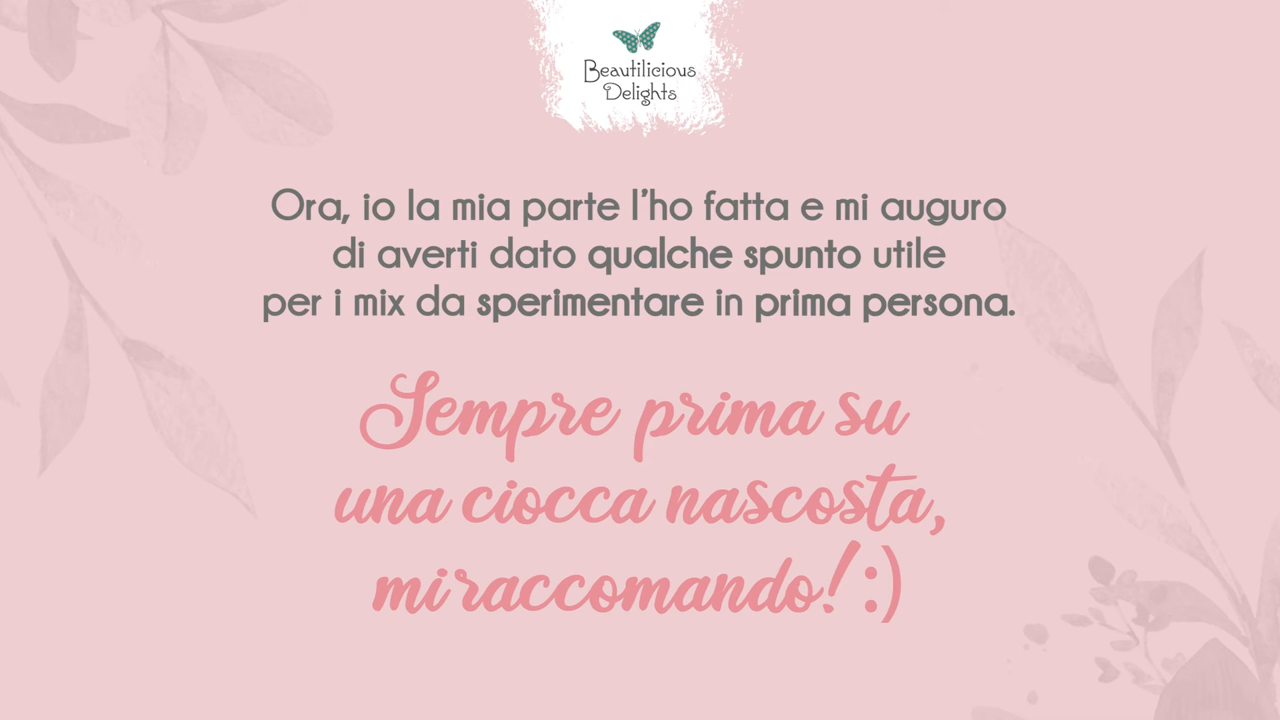 Beautilicious
Delights
Ora, io la mia parte l'ho fatta e mi auguro
di averti dato qualche spunto utile
per i mix da sperimentare in prima persona.
Sempre prima su
una ciocca nascosta,
mi raccomando! :)